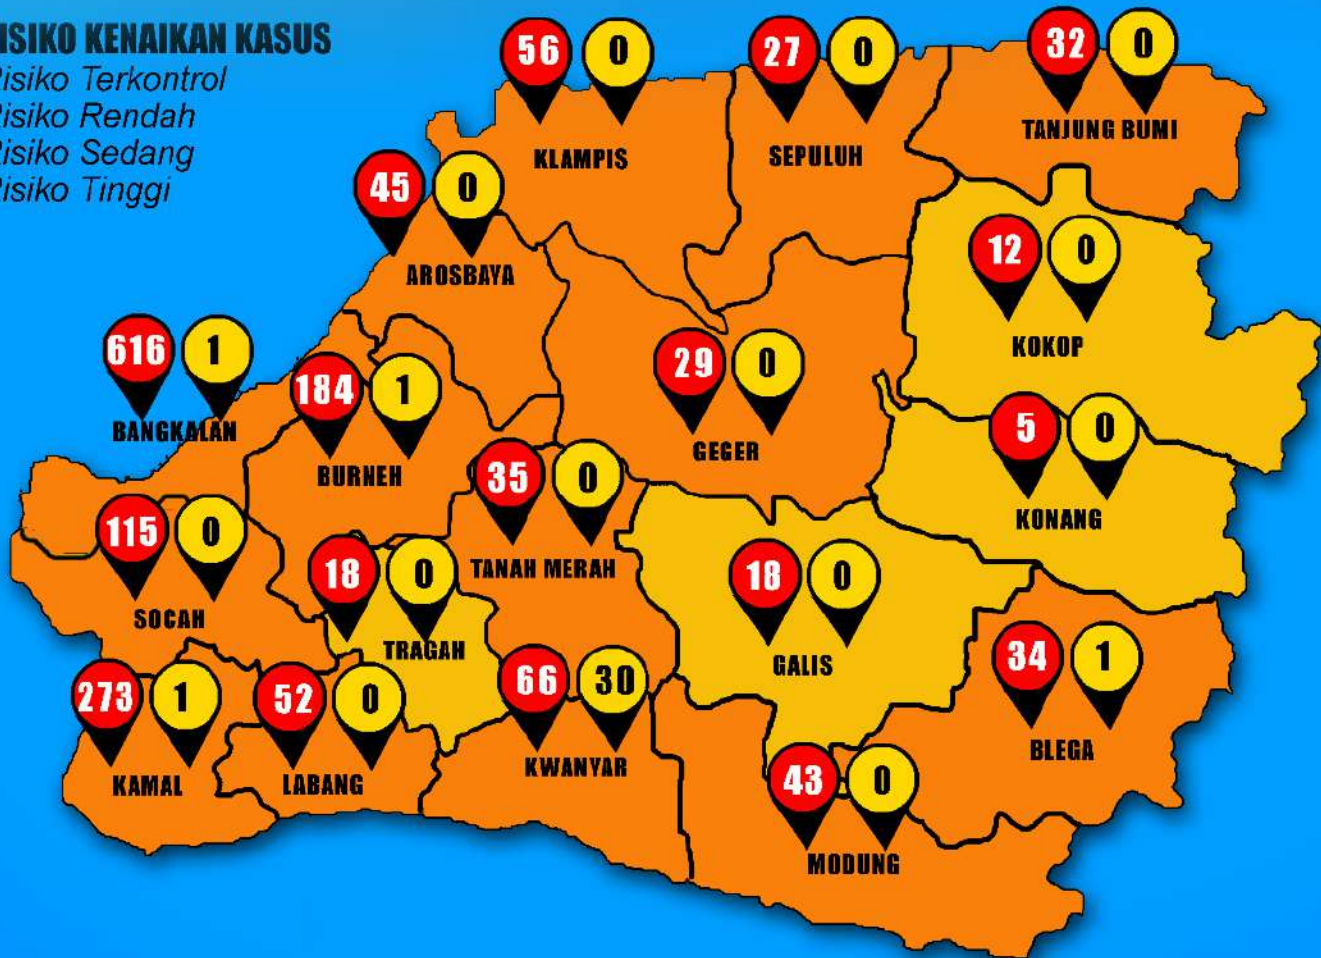 ISIKO KENAIKAN KASUS
isiko Terkontrol
isiko Rendah
isiko Sedang
isiko Tinggi
56 0
KLAMPIS
27 0
SEPULUH
32 0
TANJUNG BUMI
45 0
AROSBAYA
12 0
KOKOP
616 1
BANGKALAN
184 1
BURNEH
29 0
GEGER
5 0
KONANG
35 0
TANAH MERAH
115 0
SOCAH
18 0
TRAGAH
18 0
GALIS
34 1
BLEGA
273 1
KAMAL
52 0
LABANG
66 30
KWANYAR
43 0
MODUNG